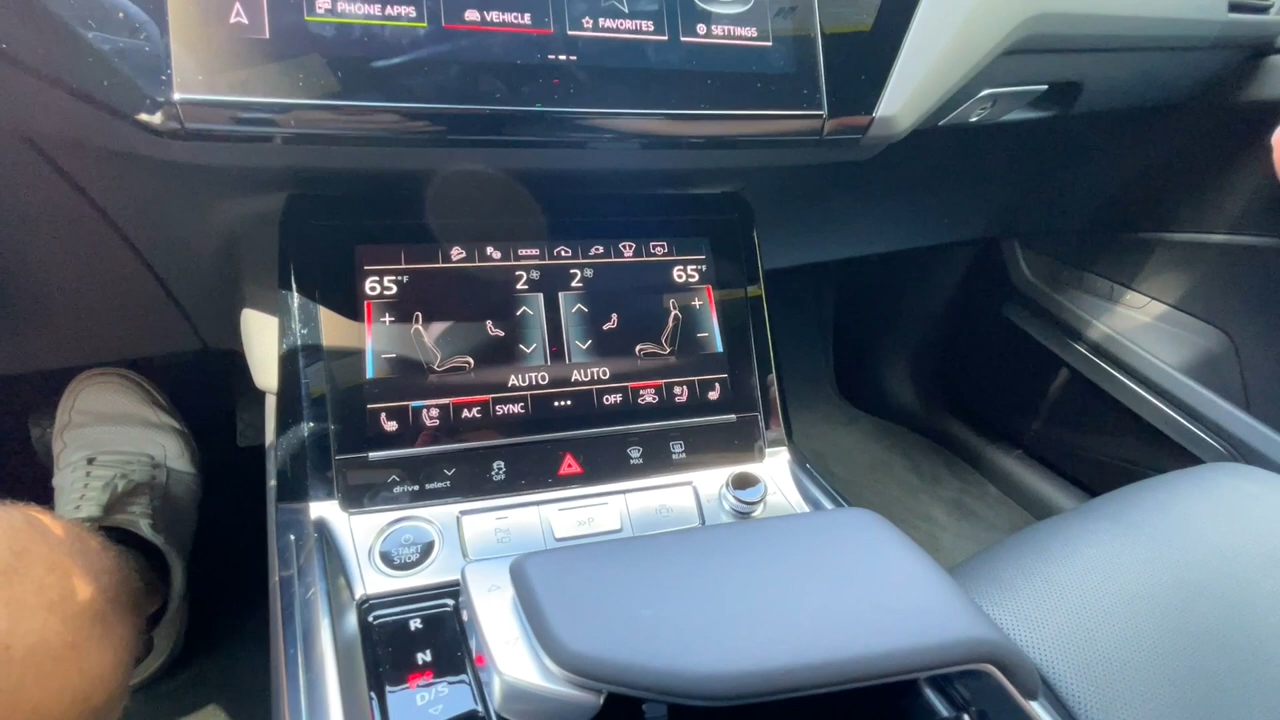 PHONE APPS
VEHICLE
FAVORITES
SETTINGS
65°F
2
2
65°F
AUTO
AUTO
A/C
SYNC
OFF
AUTO
drive select
OFF
MAX
REAR
START
STOP
P
R
N
D/S